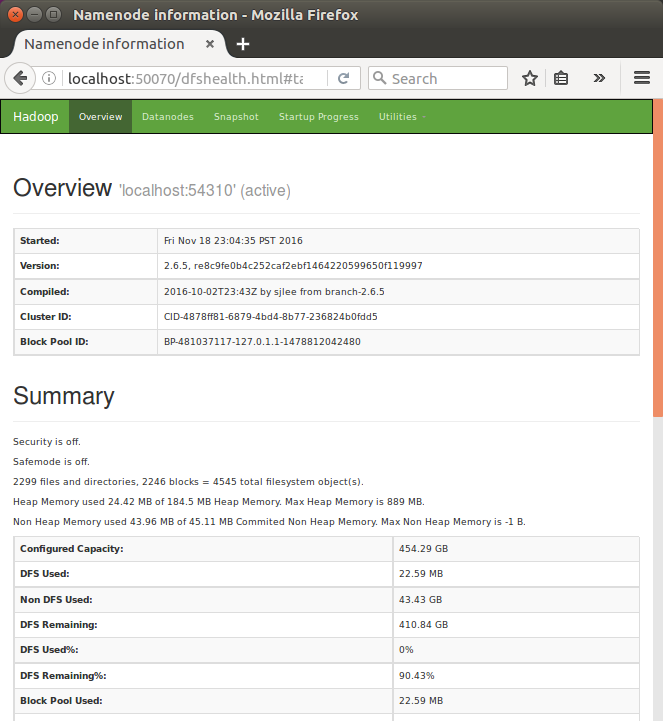 Namenode information - Mozilla Firefox
Namenode information
localhost:50070/dfshealth.html#ta
Search
Hadoop Overview Datanodes Snapshot Startup Progress Utilities
Overview 'localhost:54310' (active)
Started: Fri Nov 18 23:04:35 PST 2016
Version: 2.6.5, re8c9fe0b4c252caf2ebf1464220599650f119997
Compiled: 2016-10-02T23:43Z by sjlee from branch-2.6.5
Cluster ID: CID-4878ff81-6879-4bd4-8b77-236824b0fdd5
Block Pool ID: BP-481037117-127.0.1.1-1478812042480
Summary
Security is off.
Safemode is off.
2299 files and directories, 2246 blocks = 4545 total filesystem object(s).
Heap Memory used 24.42 MB of 184.5 MB Heap Memory. Max Heap Memory is 889 MB.
Non Heap Memory used 43.96 MB of 45.11 MB Commited Non Heap Memory. Max Non Heap Memory is -1 B.
Configured Capacity: 454.29 GB
DFS Used: 22.59 MB
Non DFS Used: 43.43 GB
DFS Remaining: 410.84 GB
DFS Used%: 0%
DFS Remaining%: 90.43%
Block Pool Used: 22.59 MB